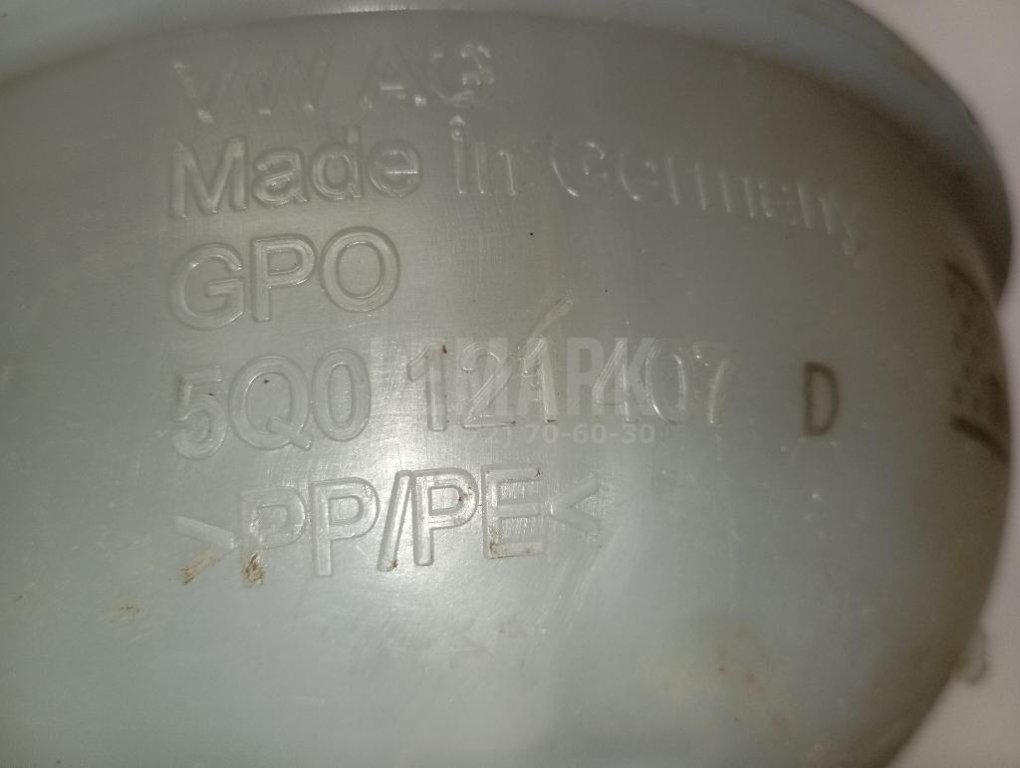 VW AG
Made in Germany
GPO
5Q0 121 407 D
>PP/PE<